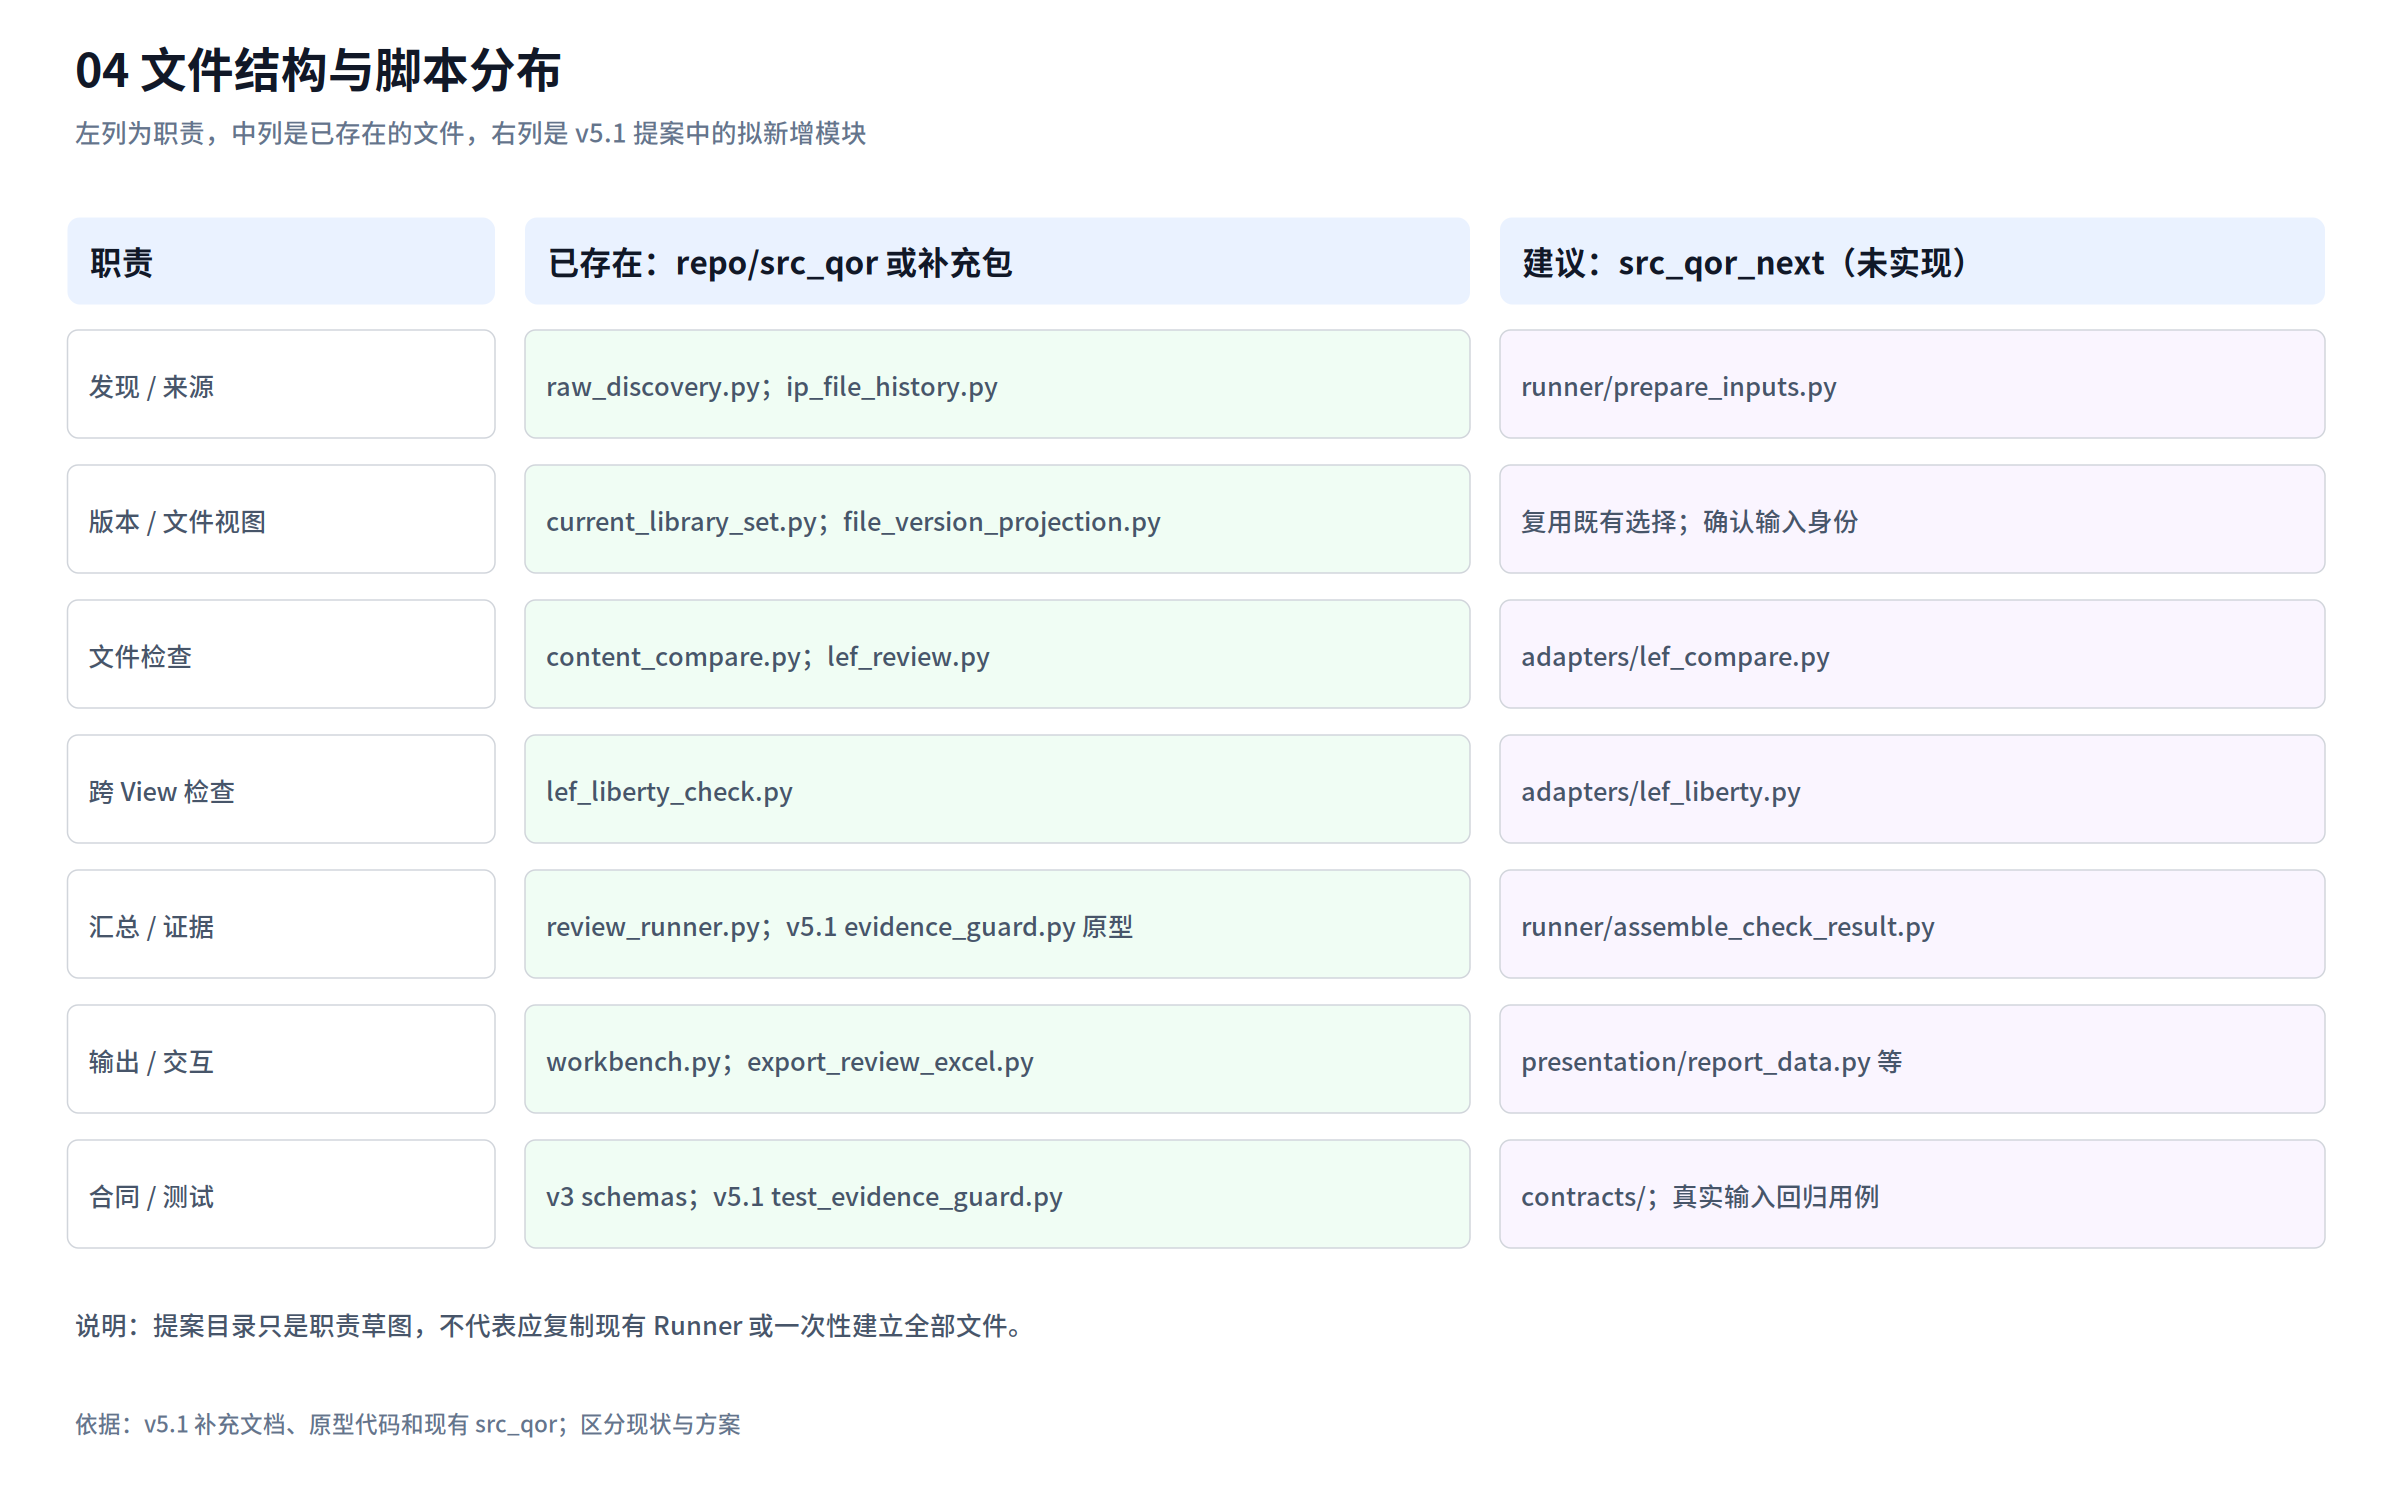 04 文件结构与脚本分布
左列为职责，中列是已存在的文件，右列是 v5.1 提案中的拟新增模块
职责
已存在：repo/src_qor 或补充包
建议：src_qor_next（未实现）
发现 / 来源
raw_discovery.py；ip_file_history.py
runner/prepare_inputs.py
版本 / 文件视图
current_library_set.py；file_version_projection.py
复用既有选择；确认输入身份
文件检查
content_compare.py；lef_review.py
adapters/lef_compare.py
跨 View 检查
lef_liberty_check.py
adapters/lef_liberty.py
汇总 / 证据
review_runner.py；v5.1 evidence_guard.py 原型
runner/assemble_check_result.py
输出 / 交互
workbench.py；export_review_excel.py
presentation/report_data.py 等
合同 / 测试
v3 schemas；v5.1 test_evidence_guard.py
contracts/；真实输入回归用例
说明：提案目录只是职责草图，不代表应复制现有 Runner 或一次性建立全部文件。
依据：v5.1 补充文档、原型代码和现有 src_qor；区分现状与方案